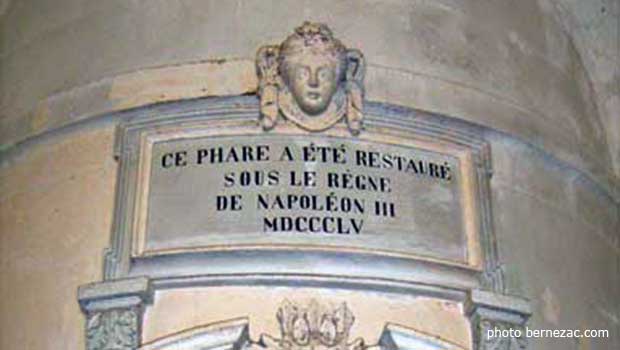 CE PHARE A ÉTÉ RESTAURÉ
SOUS LE RÈGNE
DE NAPOLÉON III
MDCCCLV
photo bernezac.com